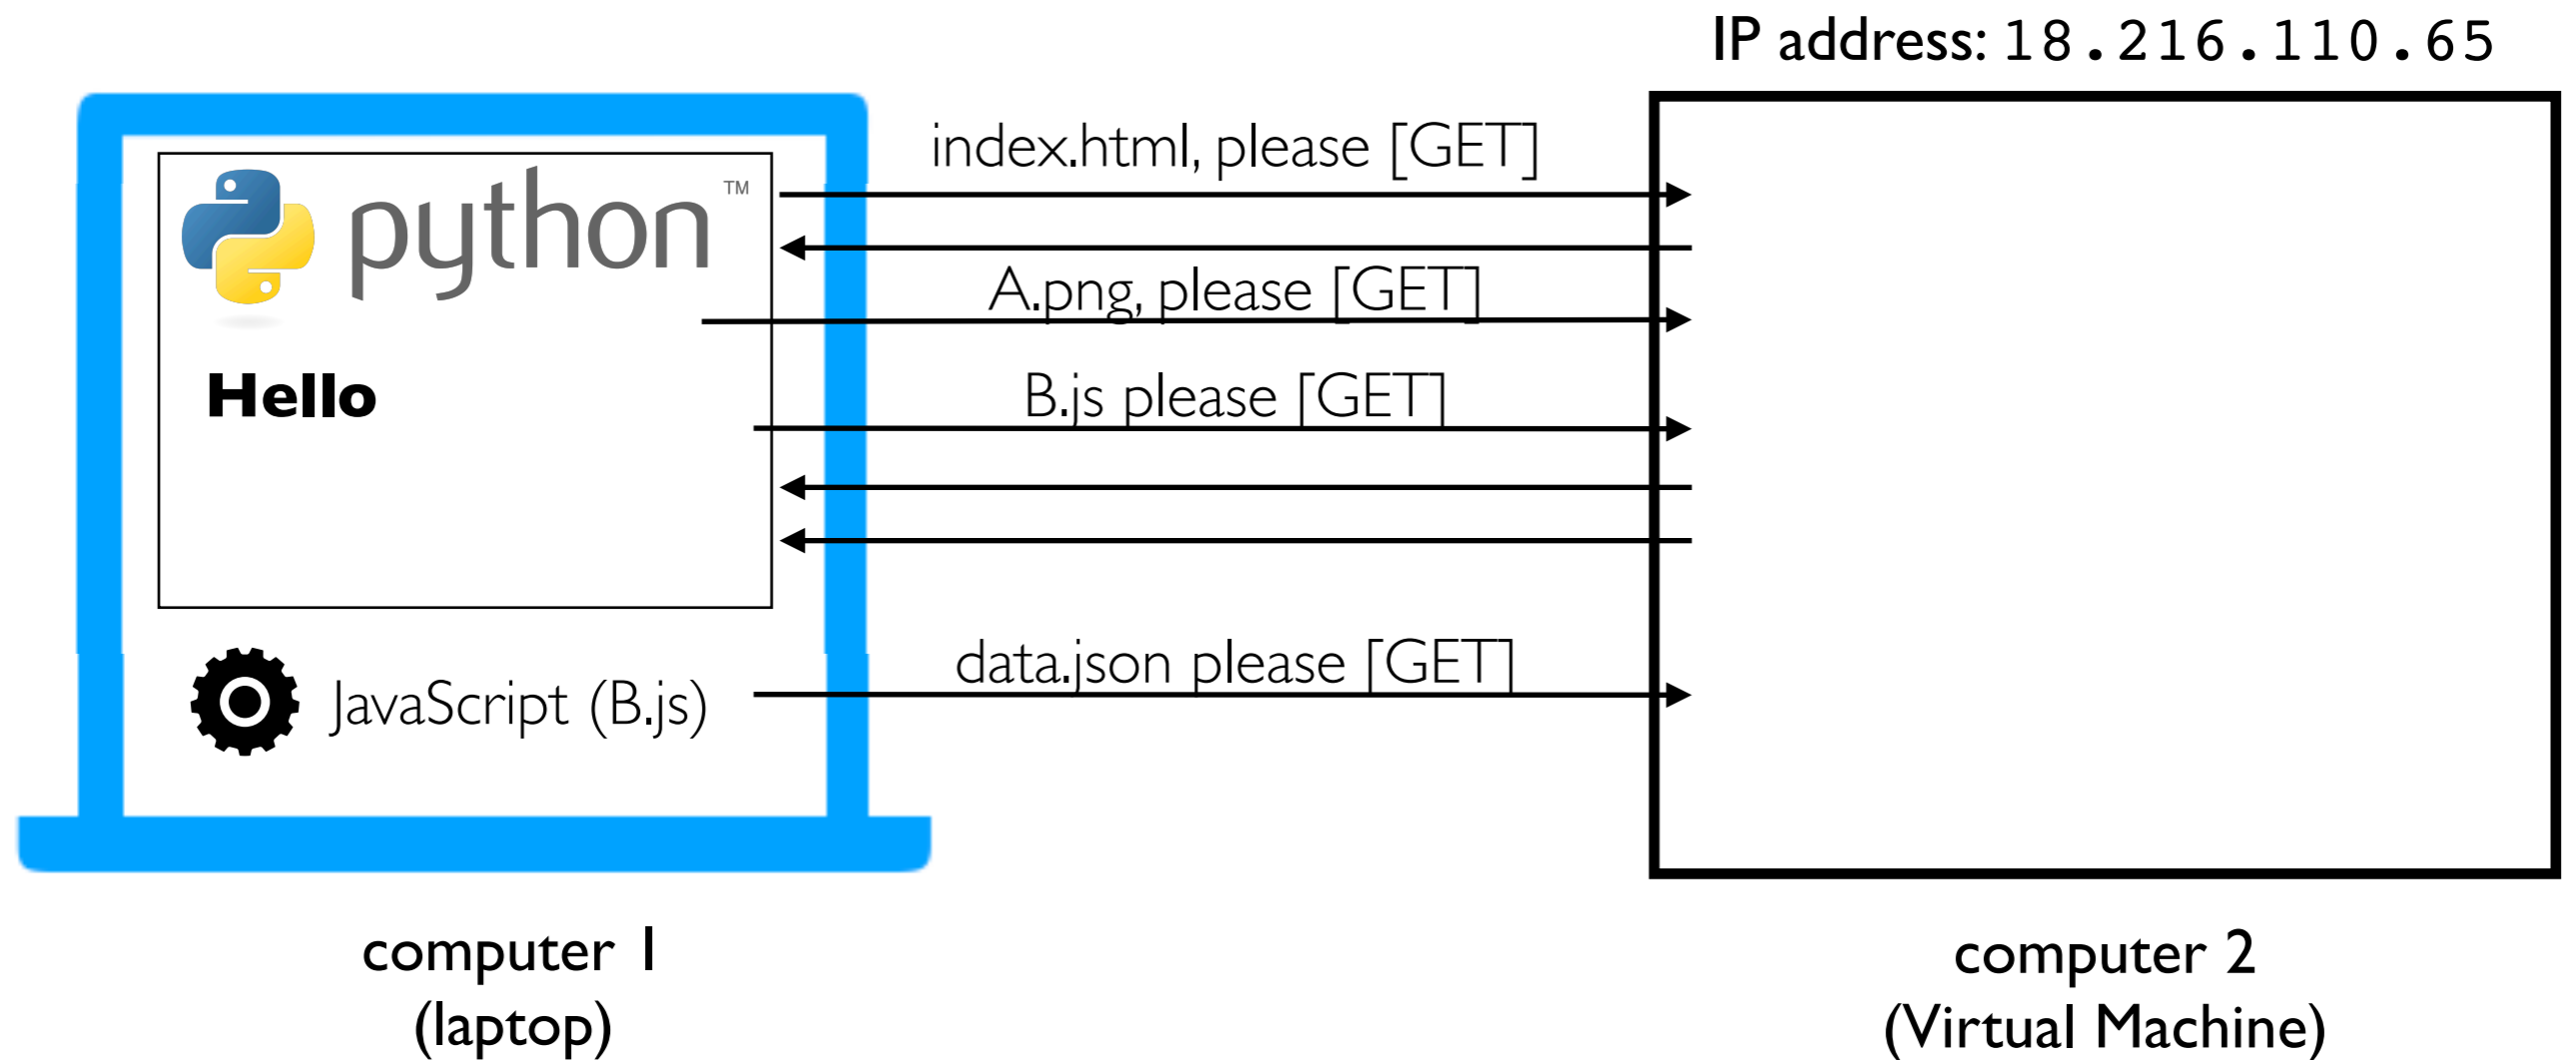 IP address: 18.216.110.65
index.html, please [GET]
python™
A.png, please [GET]
Hello
B.js please [GET]
data.json please [GET]
JavaScript (B.js)
computer 1
(laptop)
computer 2
(Virtual Machine)